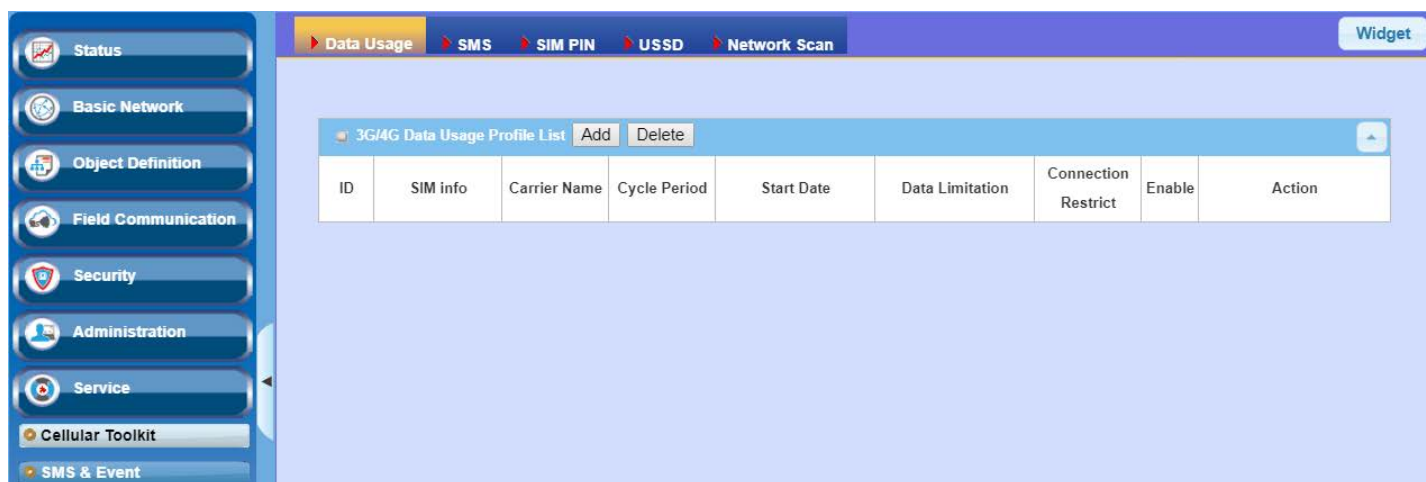 Status
Basic Network
Object Definition
Field Communication
Security
Administration
Service
Cellular Toolkit
SMS & Event
Data Usage SMS SIM PIN USSD Network Scan
Widget
3G/4G Data Usage Profile List Add Delete
ID SIM info Carrier Name Cycle Period Start Date Data Limitation Connection Restrict Enable Action